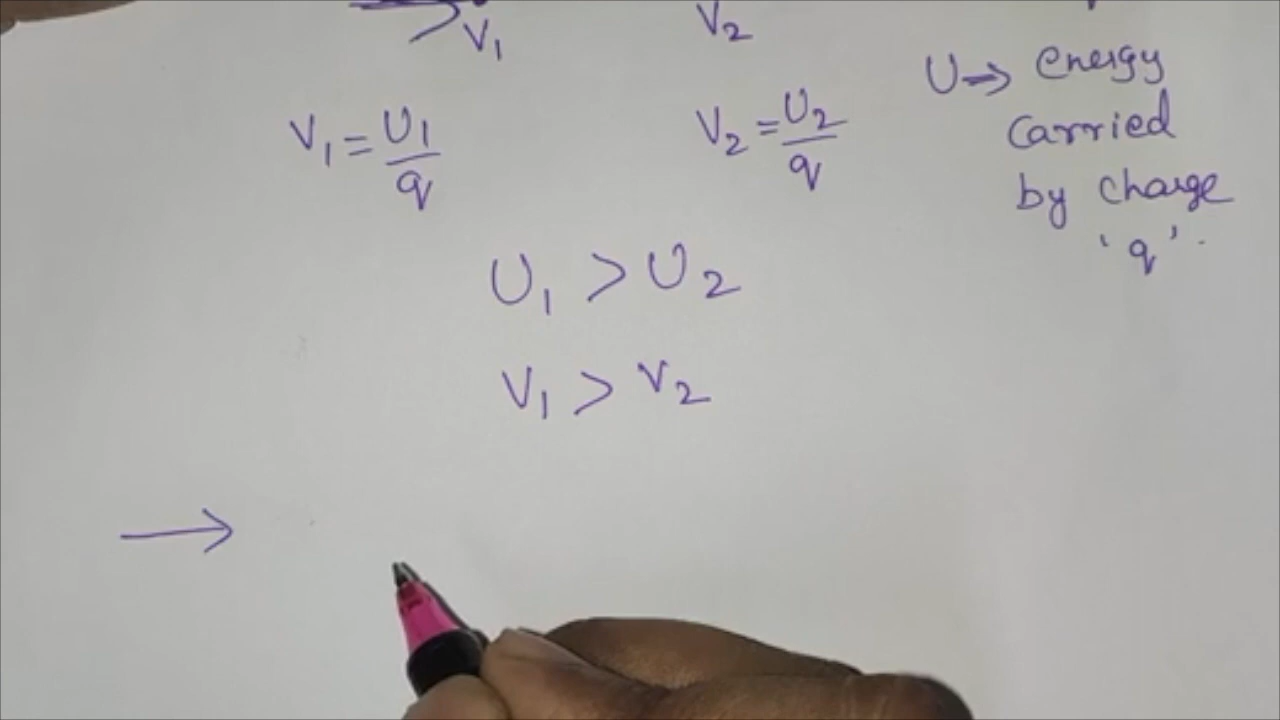 V₁ V₂
V₁ = U₁/q V₂ = U₂/q
U → energy
carried
by charge
'q'.
U₁ > U₂
V₁ > V₂
→